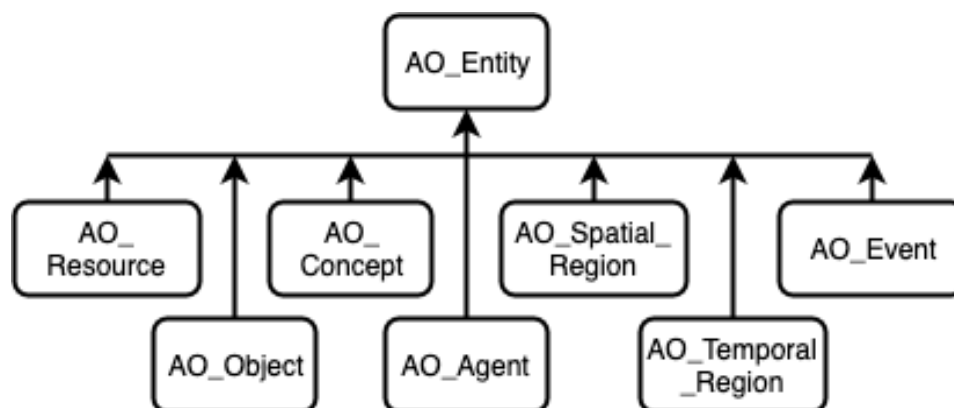 AO_Entity
AO_
Resource
AO_
Concept
AO_Spatial_
Region
AO_Event
AO_Object
AO_Agent
AO_Temporal
_Region